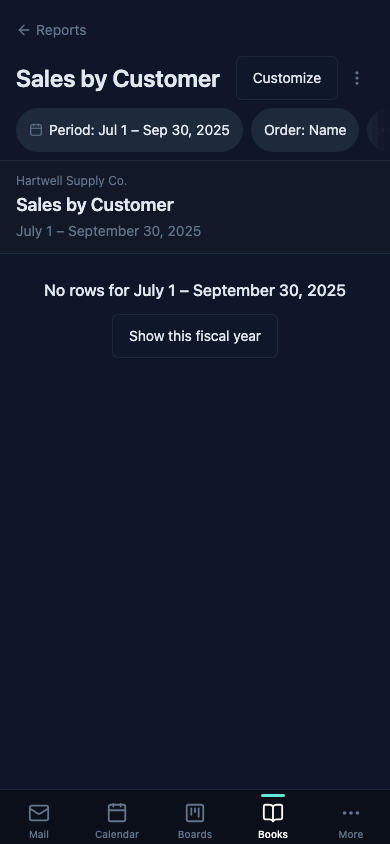 Reports
Sales by Customer
Customize
Period: Jul 1 – Sep 30, 2025
Order: Name
Hartwell Supply Co.
Sales by Customer
July 1 – September 30, 2025
No rows for July 1 – September 30, 2025
Show this fiscal year
Mail
Calendar
Boards
Books
More